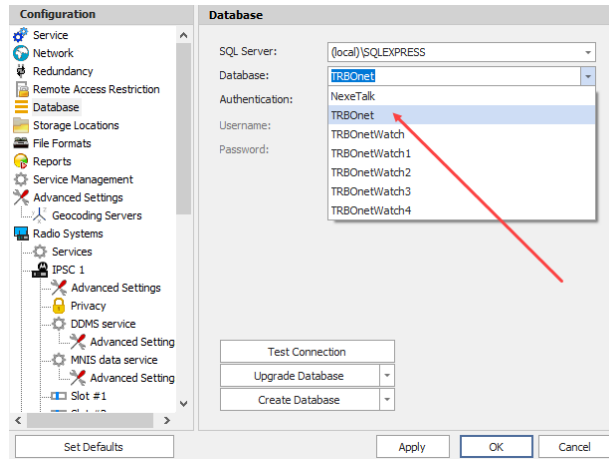 Configuration
Service
Network
Redundancy
Remote Access Restriction
Database
Storage Locations
File Formats
Reports
Service Management
Advanced Settings
Geocoding Servers
Radio Systems
Services
IPSC 1
Advanced Settings
Privacy
DDMS service
Advanced Setting
MNIS data service
Advanced Setting
Slot #1
Set Defaults
Database
SQL Server:
(local)\SQLEXPRESS
Database:
TRBOnet
Authentication:
Username:
Password:
NexeTalk
TRBOnet
TRBOnetWatch
TRBOnetWatch1
TRBOnetWatch2
TRBOnetWatch3
TRBOnetWatch4
Test Connection
Upgrade Database
Create Database
Apply
OK
Cancel